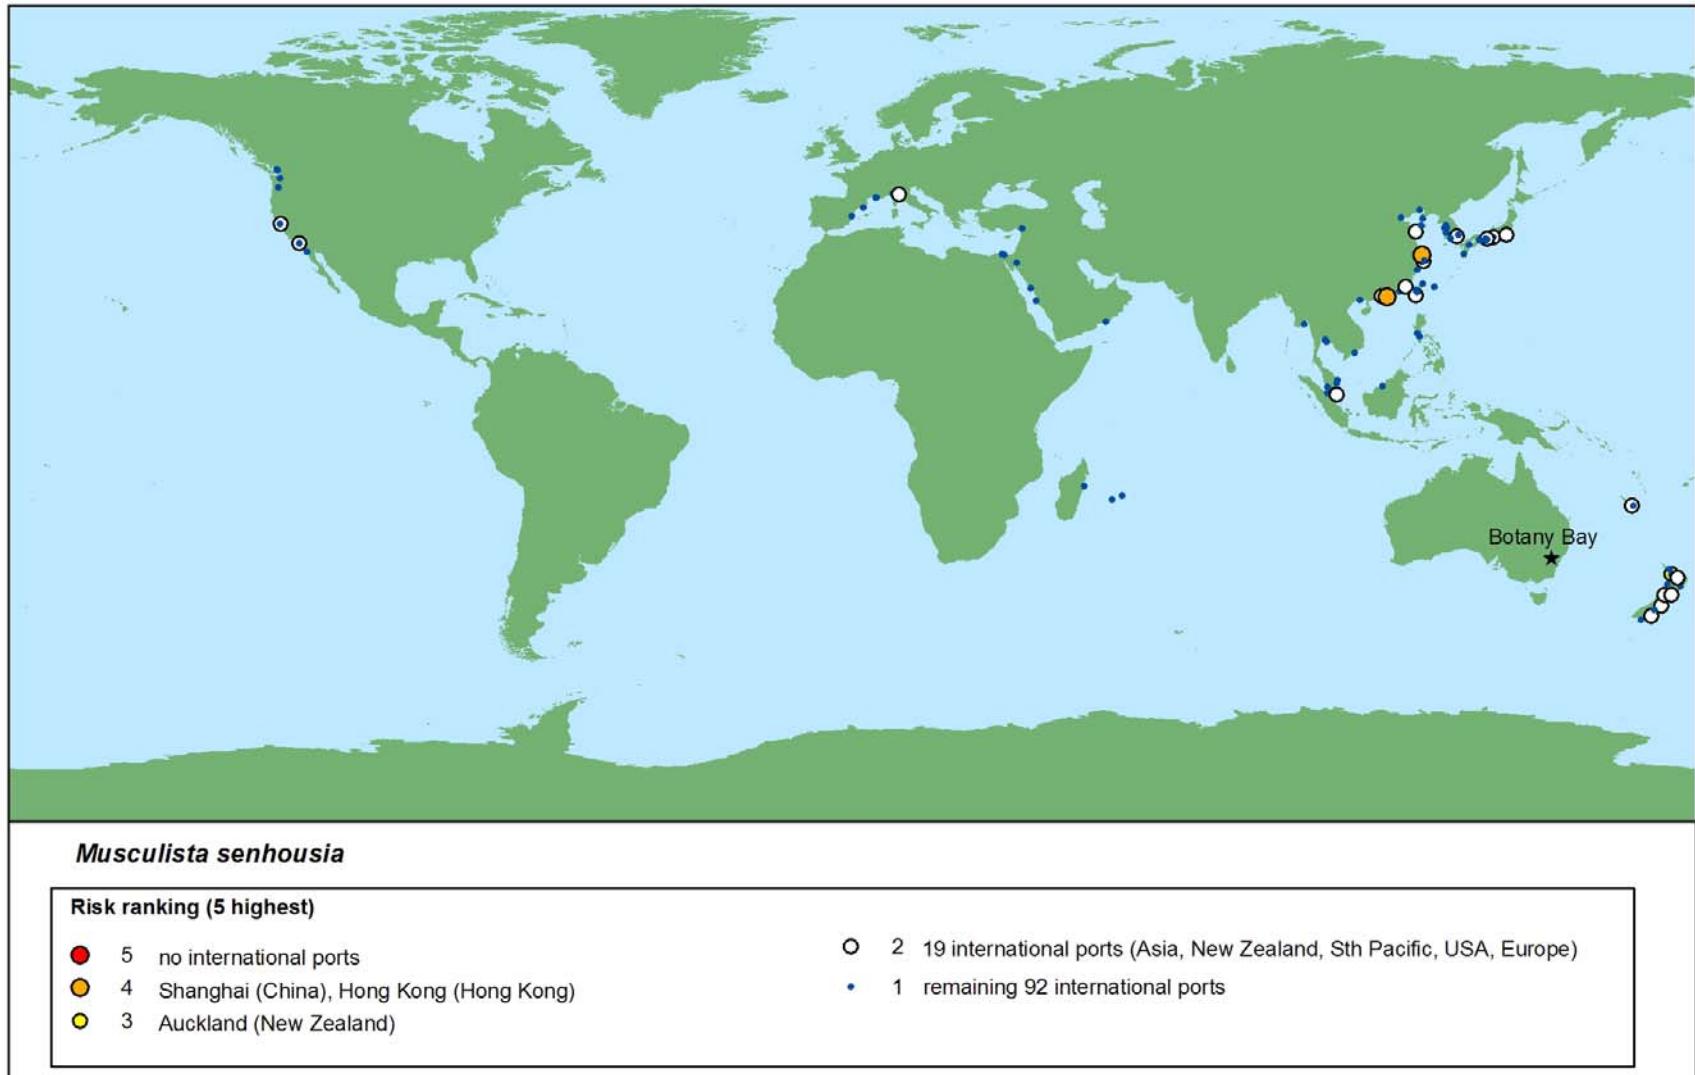 Botany Bay
Musculista senhousia
Risk ranking (5 highest)
5 no international ports
4 Shanghai (China), Hong Kong (Hong Kong)
3 Auckland (New Zealand)
2 19 international ports (Asia, New Zealand, Sth Pacific, USA, Europe)
1 remaining 92 international ports